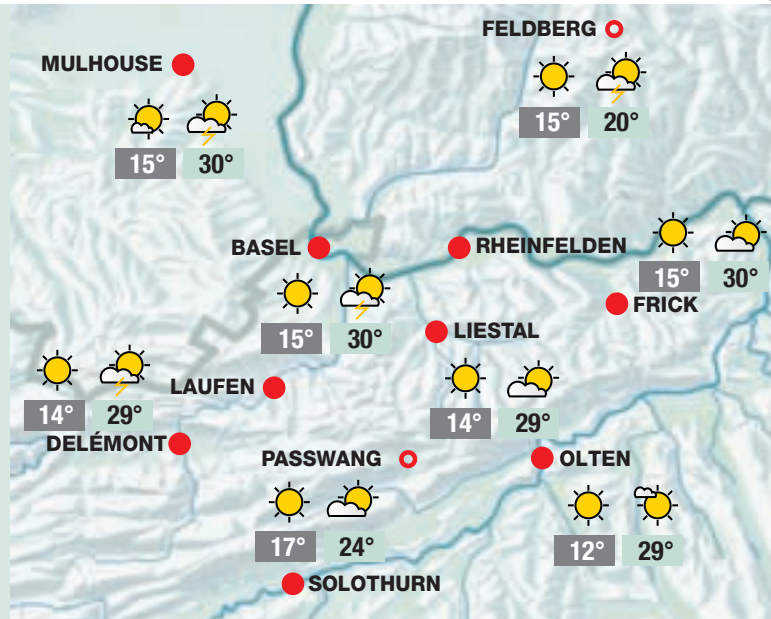 FELDBERG
MULHOUSE
15° 20°
15° 30°
BASEL
RHEINFELDEN
15° 30°
FRICK
15° 30°
LIESTAL
LAUFEN
14° 29°
14° 29°
DELÉMONT
PASSWANG
OLTEN
17° 24°
12° 29°
SOLOTHURN